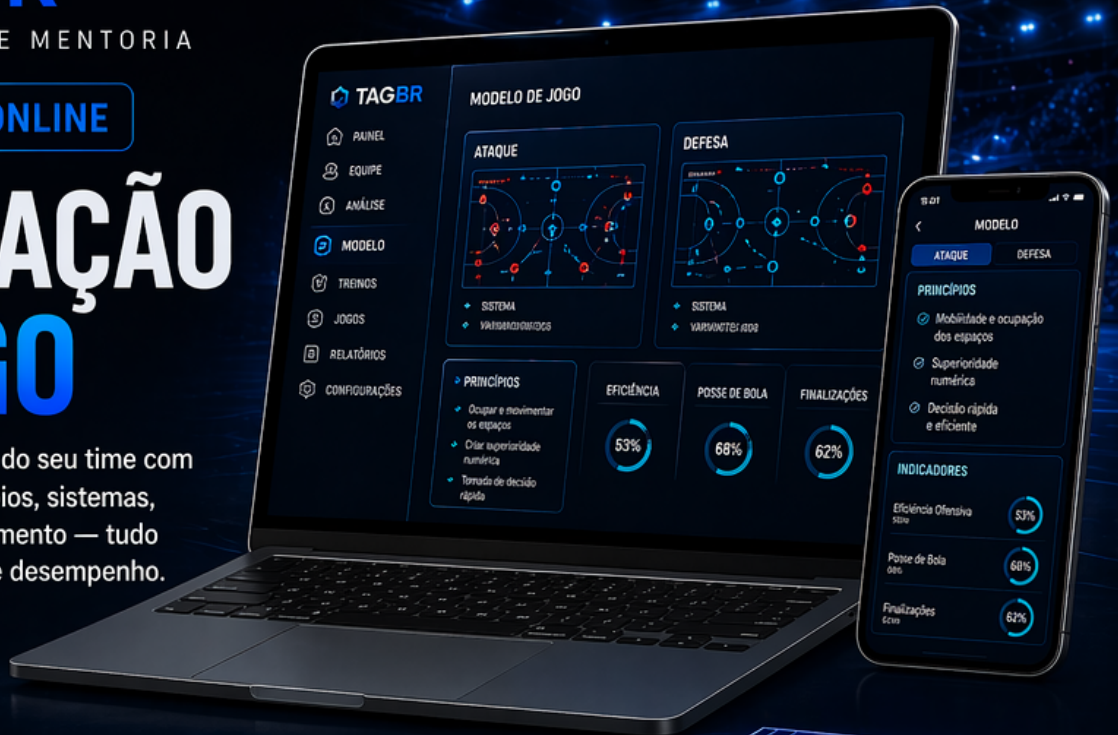 E MENTORIA
ONLINE
AÇÃO
GO
do seu time com
ios, sistemas,
mento — tudo
e desempenho.
TAGBR
PAINEL
EQUIPE
ANÁLISE
MODELO
TREINOS
JOGOS
RELATÓRIOS
CONFIGURAÇÕES
MODELO DE JOGO
ATAQUE
SISTEMA
DEFESA
SISTEMA
PRINCÍPIOS
Ocupar e movimentar
os espaços
Criar superioridade
numérica
Tomada de decisão
rápida
EFICIÊNCIA
53%
POSSE DE BOLA
68%
FINALIZAÇÕES
62%
MODELO
ATAQUE
DEFESA
PRINCÍPIOS
Mobilidade e ocupação
dos espaços
Superioridade
numérica
Decisão rápida
e eficiente
INDICADORES
Eficiência Ofensiva
53%
Posse de Bola
68%
Finalizações
62%